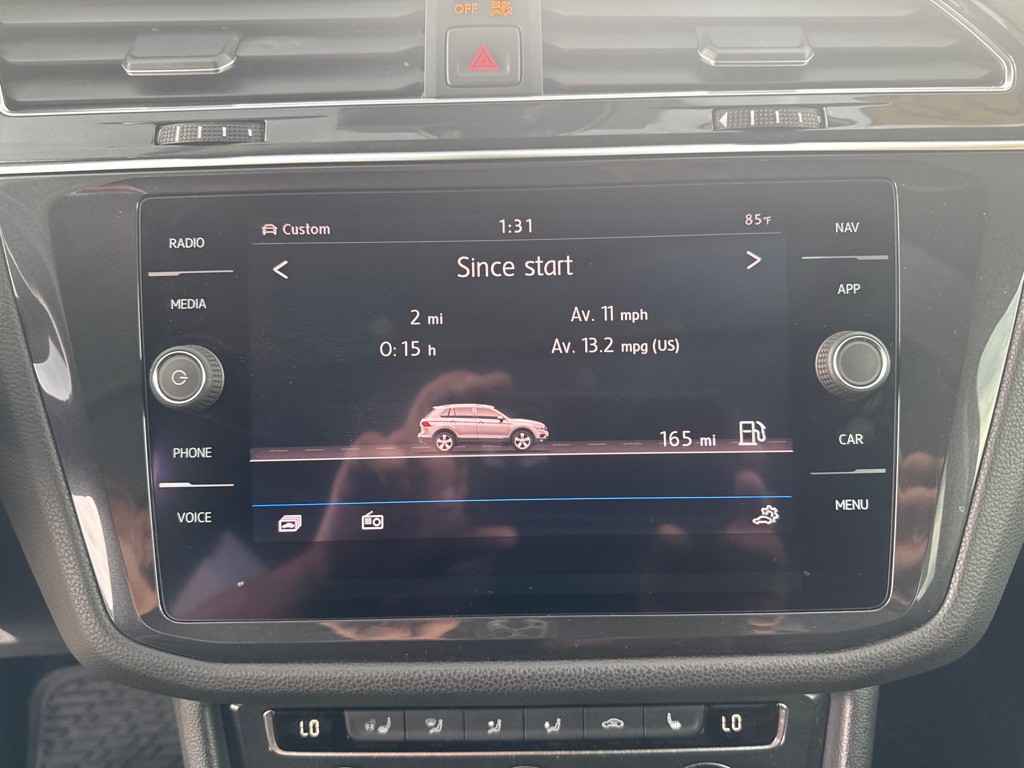 OFF
RADIO
MEDIA
PHONE
VOICE
Custom
1:31
85°F
< Since start >
2 mi
Av. 11 mph
0:15 h
Av. 13.2 mpg (US)
165 mi
NAV
APP
CAR
MENU
LO
LO